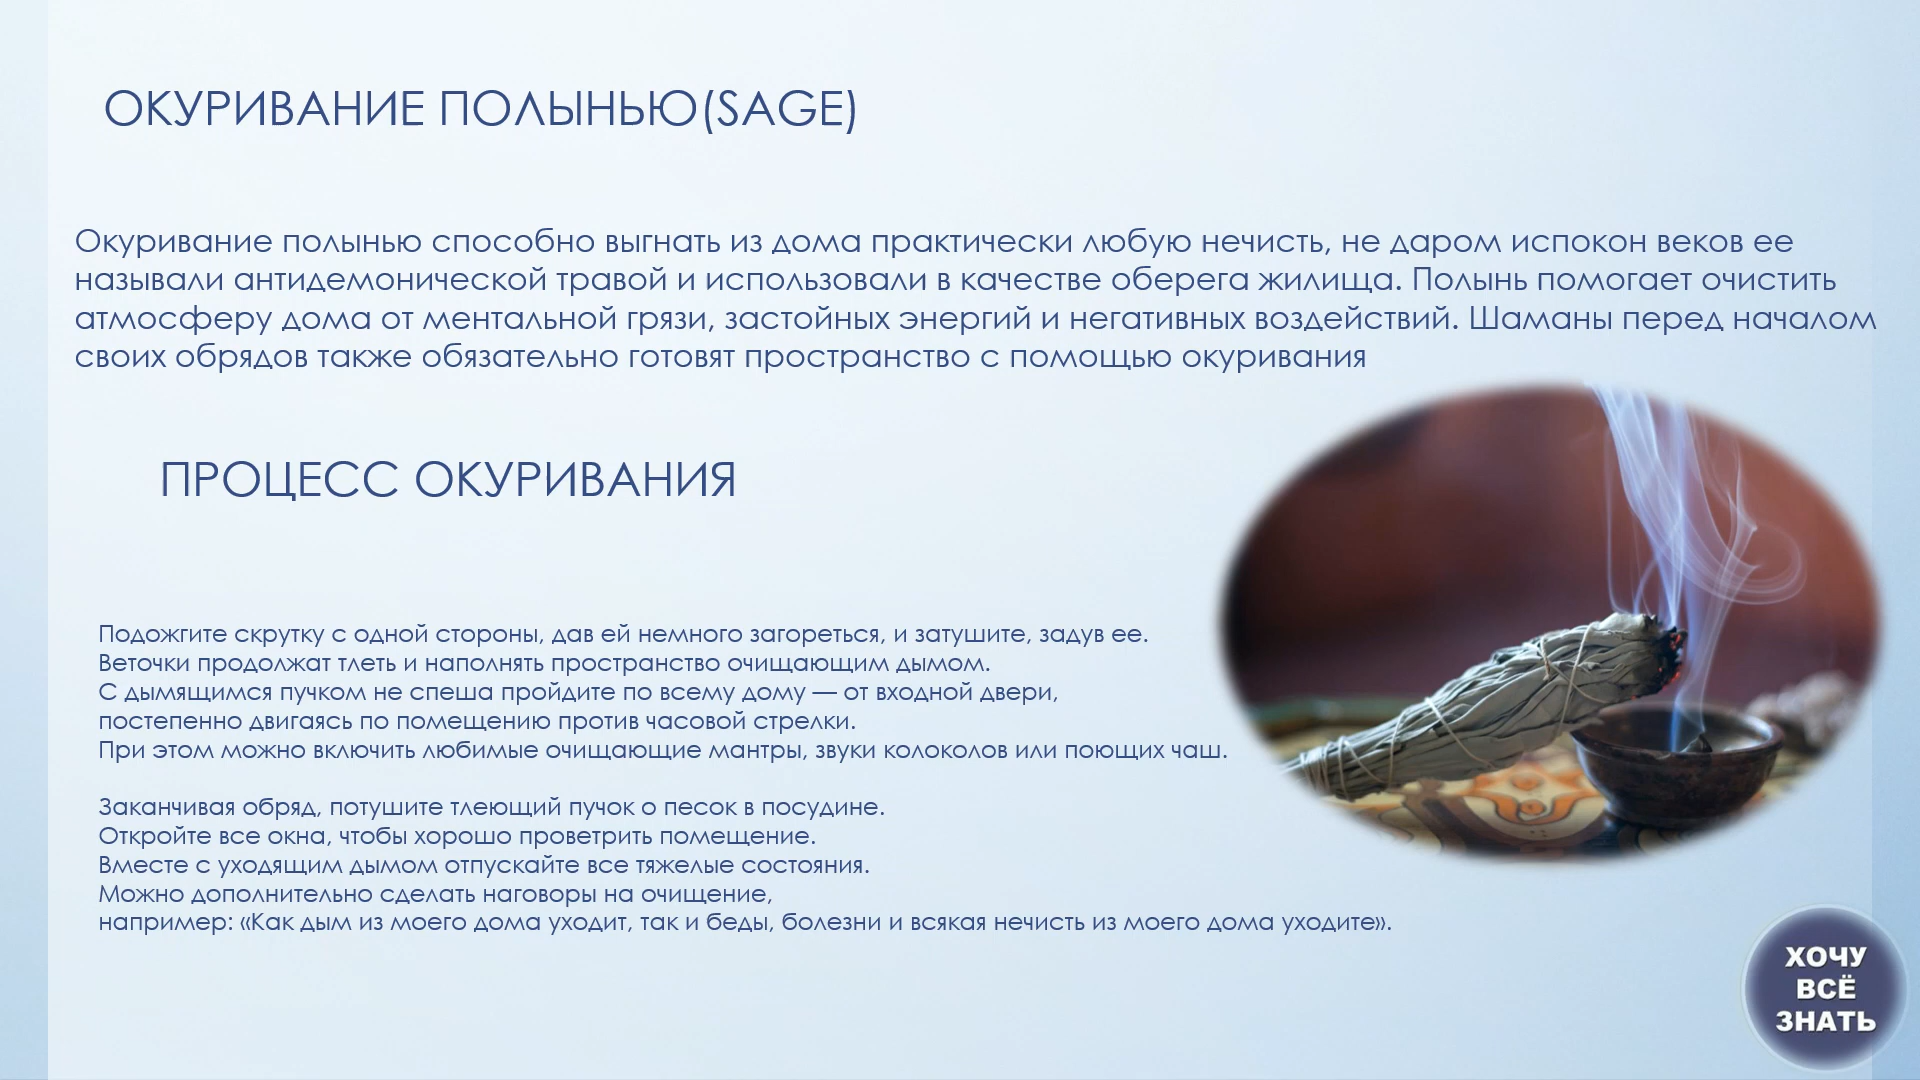 ОКУРИВАНИЕ ПОЛЫНЬЮ(SAGE)
Окуривание полынью способно выгнать из дома практически любую нечисть, не даром испокон веков ее
называли антидемонической травой и использовали в качестве оберега жилища. Полынь помогает очистить
атмосферу дома от ментальной грязи, застойных энергий и негативных воздействий. Шаманы перед началом
своих обрядов также обязательно готовят пространство с помощью окуривания
ПРОЦЕСС ОКУРИВАНИЯ
Подожгите скрутку с одной стороны, дав ей немного загореться, и затушите, задув ее.
Веточки продолжат тлеть и наполнять пространство очищающим дымом.
С дымящимся пучком не спеша пройдите по всему дому — от входной двери,
постепенно двигаясь по помещению против часовой стрелки.
При этом можно включить любимые очищающие мантры, звуки колоколов или поющих чаш.
Заканчивая обряд, потушите тлеющий пучок о песок в посудине.
Откройте все окна, чтобы хорошо проветрить помещение.
Вместе с уходящим дымом отпускайте все тяжелые состояния.
Можно дополнительно сделать наговоры на очищение,
например: «Как дым из моего дома уходит, так и беды, болезни и всякая нечисть из моего дома уходите».
ХОЧУ
ВСЁ
ЗНАТЬ